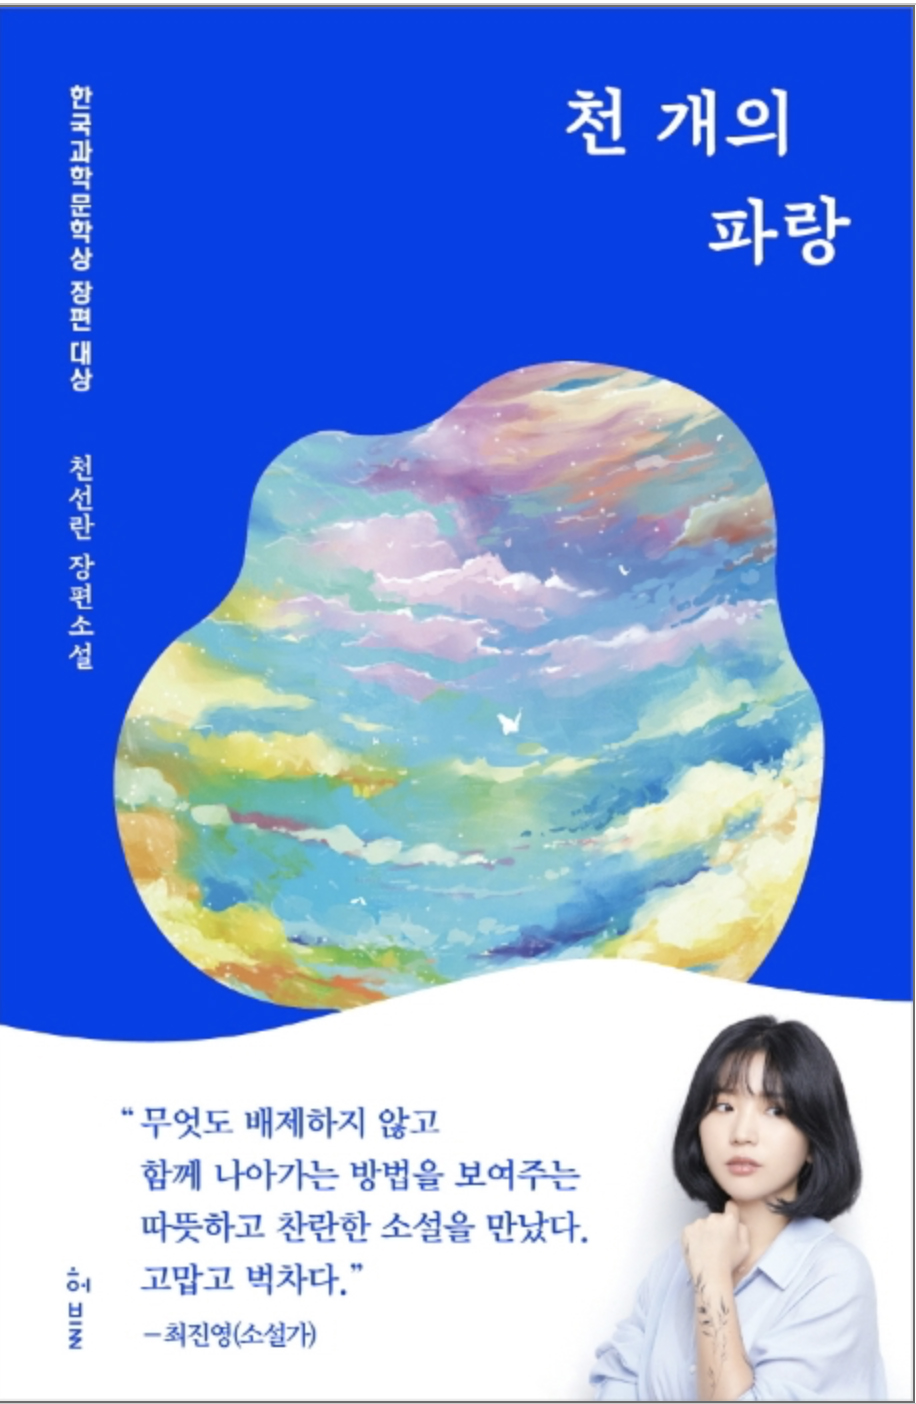 천 개의
파랑
한국과학문학상 장편 대상
천선란 장편소설
“무엇도 배제하지 않고
함께 나아가는 방법을 보여주는
따뜻하고 찬란한 소설을 만났다.
고맙고 벅차다.”
－최진영(소설가)
허블